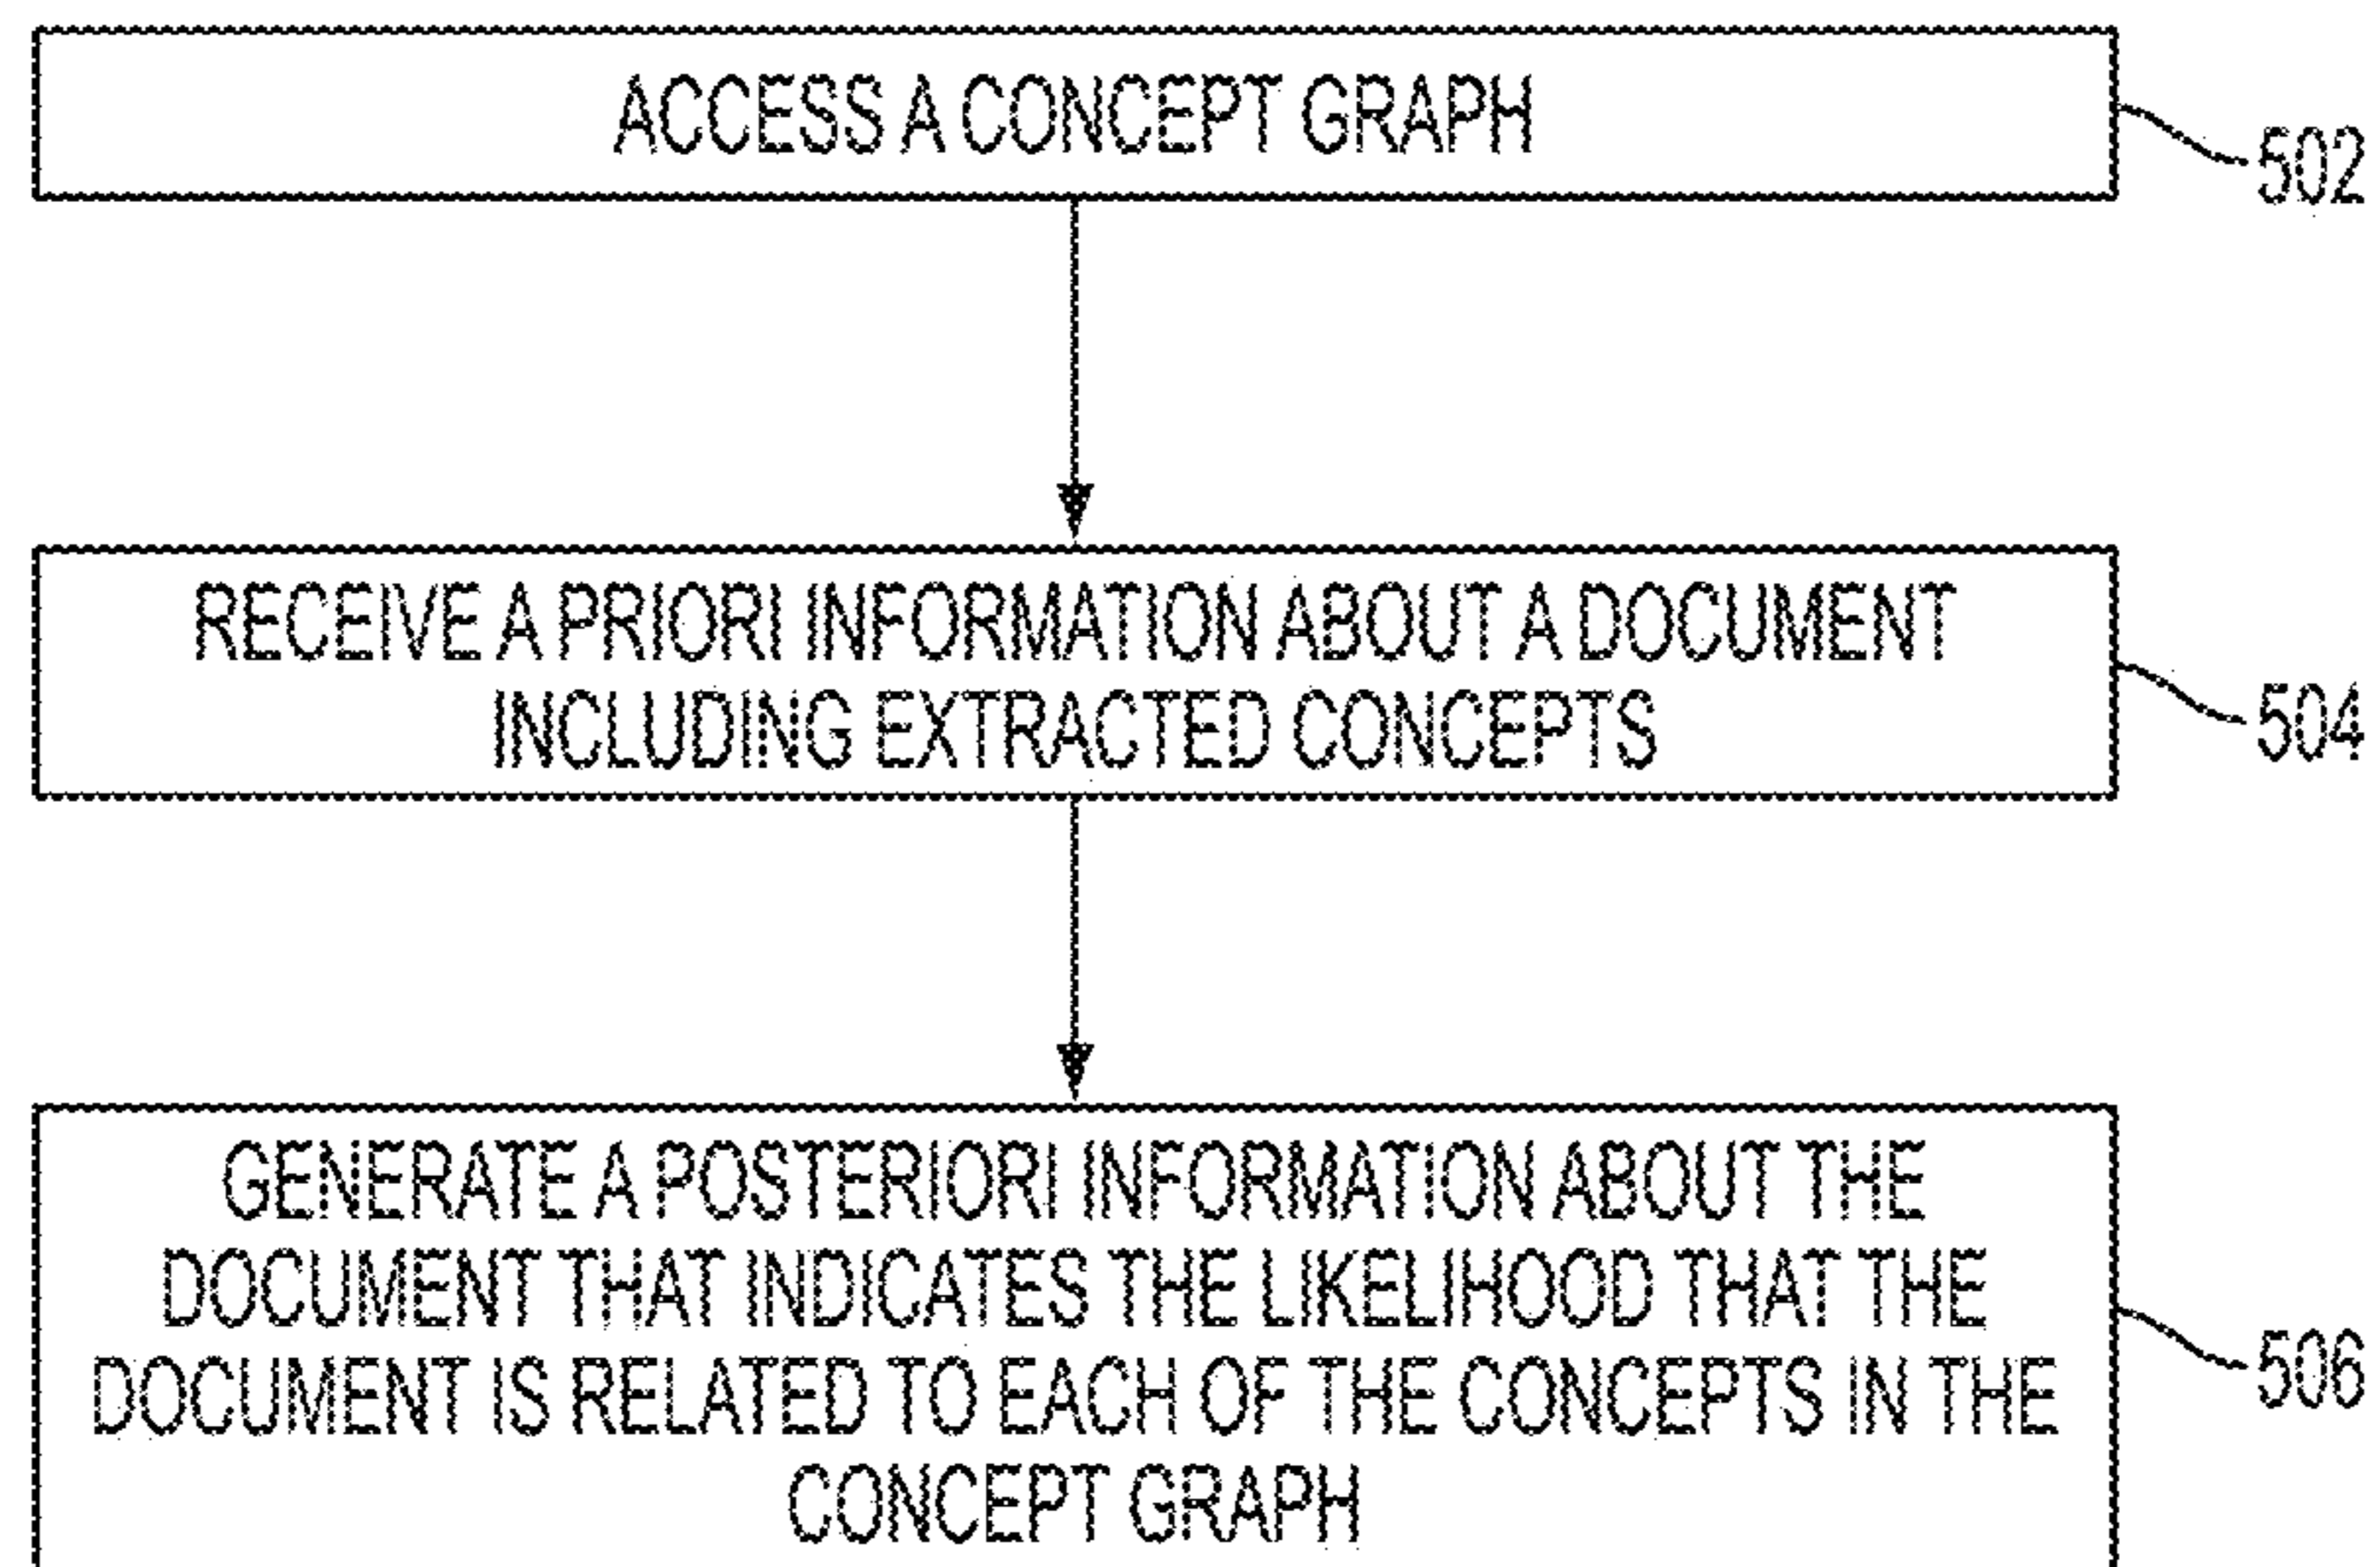 ACCESS A CONCEPT GRAPH
502
RECEIVE A PRIORI INFORMATION ABOUT A DOCUMENT
INCLUDING EXTRACTED CONCEPTS
504
GENERATE A POSTERIORI INFORMATION ABOUT THE
DOCUMENT THAT INDICATES THE LIKELIHOOD THAT THE
DOCUMENT IS RELATED TO EACH OF THE CONCEPTS IN THE
CONCEPT GRAPH
506